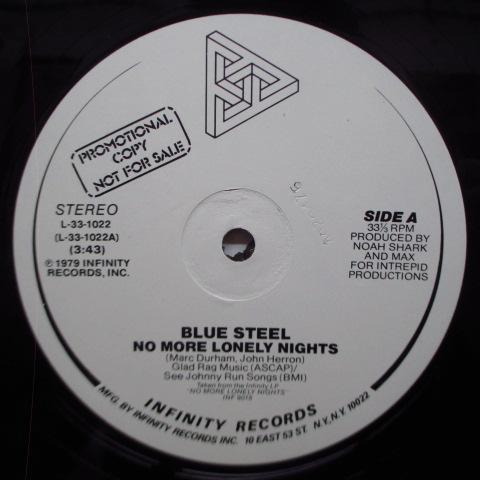 PROMOTIONAL
COPY
NOT FOR SALE
STEREO
L-33-1022
(L-33-1022A)
(3:43)
℗ 1979 INFINITY
RECORDS, INC.
SIDE A
33⅓ RPM
PRODUCED BY
NOAH SHARK
AND MAX
FOR INTREPID
PRODUCTIONS
BLUE STEEL
NO MORE LONELY NIGHTS
(Marc Durham, John Herron)
Glad Rag Music (ASCAP)/
See Johnny Run Songs (BMI)
Taken from the Infinity LP
"NO MORE LONELY NIGHTS"
INF 9018
INFINITY RECORDS
MFG. BY INFINITY RECORDS INC. 10 EAST 53 ST. N.Y., N.Y. 10022